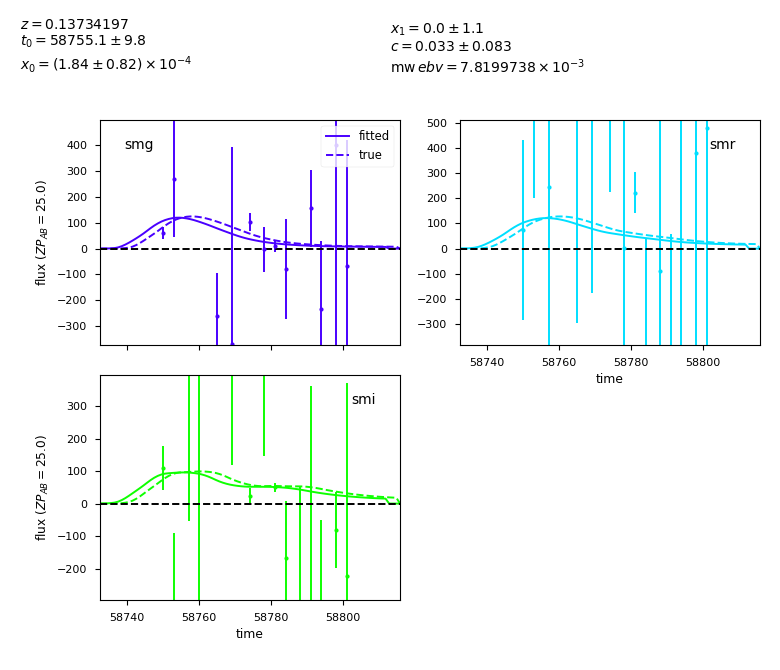 z = 0.13734197
t₀ = 58755.1 ± 9.8
x₀ = (1.84 ± 0.82) × 10⁻⁴
x₁ = 0.0 ± 1.1
c = 0.033 ± 0.083
mw ebv = 7.8199738 × 10⁻³
smg
fitted
true
400
300
200
100
0
−100
−200
−300
flux (ZP_AB = 25.0)
smr
500
400
300
200
100
0
−100
−200
−300
58740 58760 58780 58800
time
smi
300
200
100
0
−100
−200
flux (ZP_AB = 25.0)
58740 58760 58780 58800
time